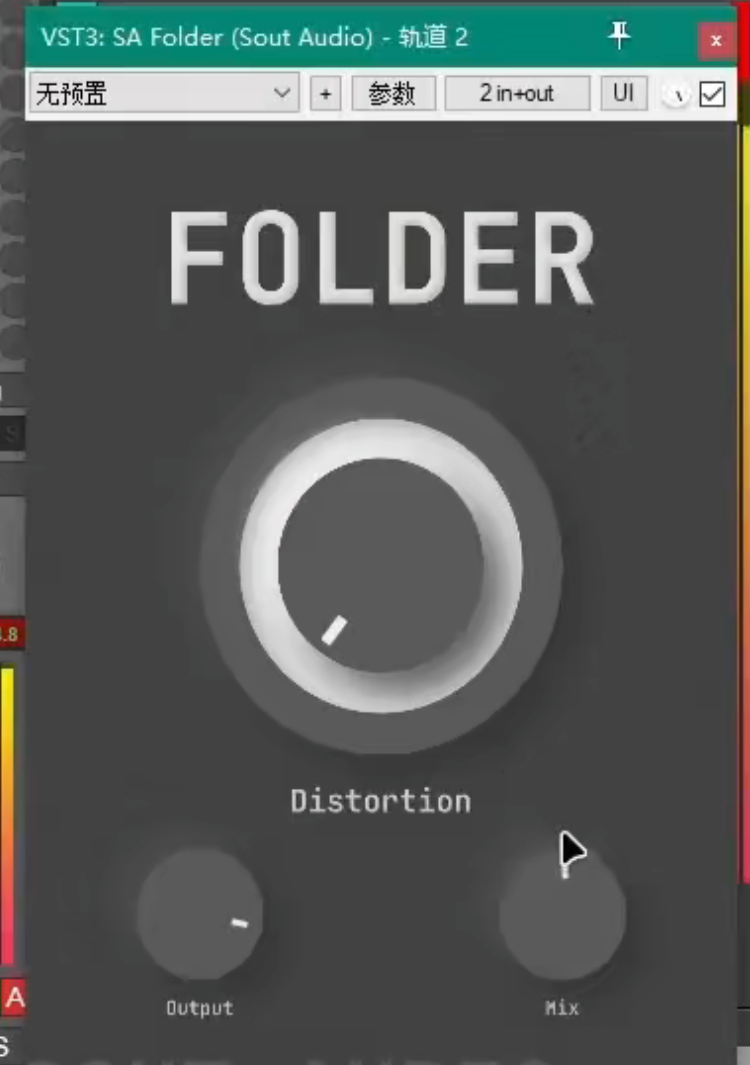 VST3: SA Folder (Sout Audio) - 轨道 2
x
无预置
+
参数
2 in+out
UI
FOLDER
S
.8
Distortion
Output
Mix
A
S